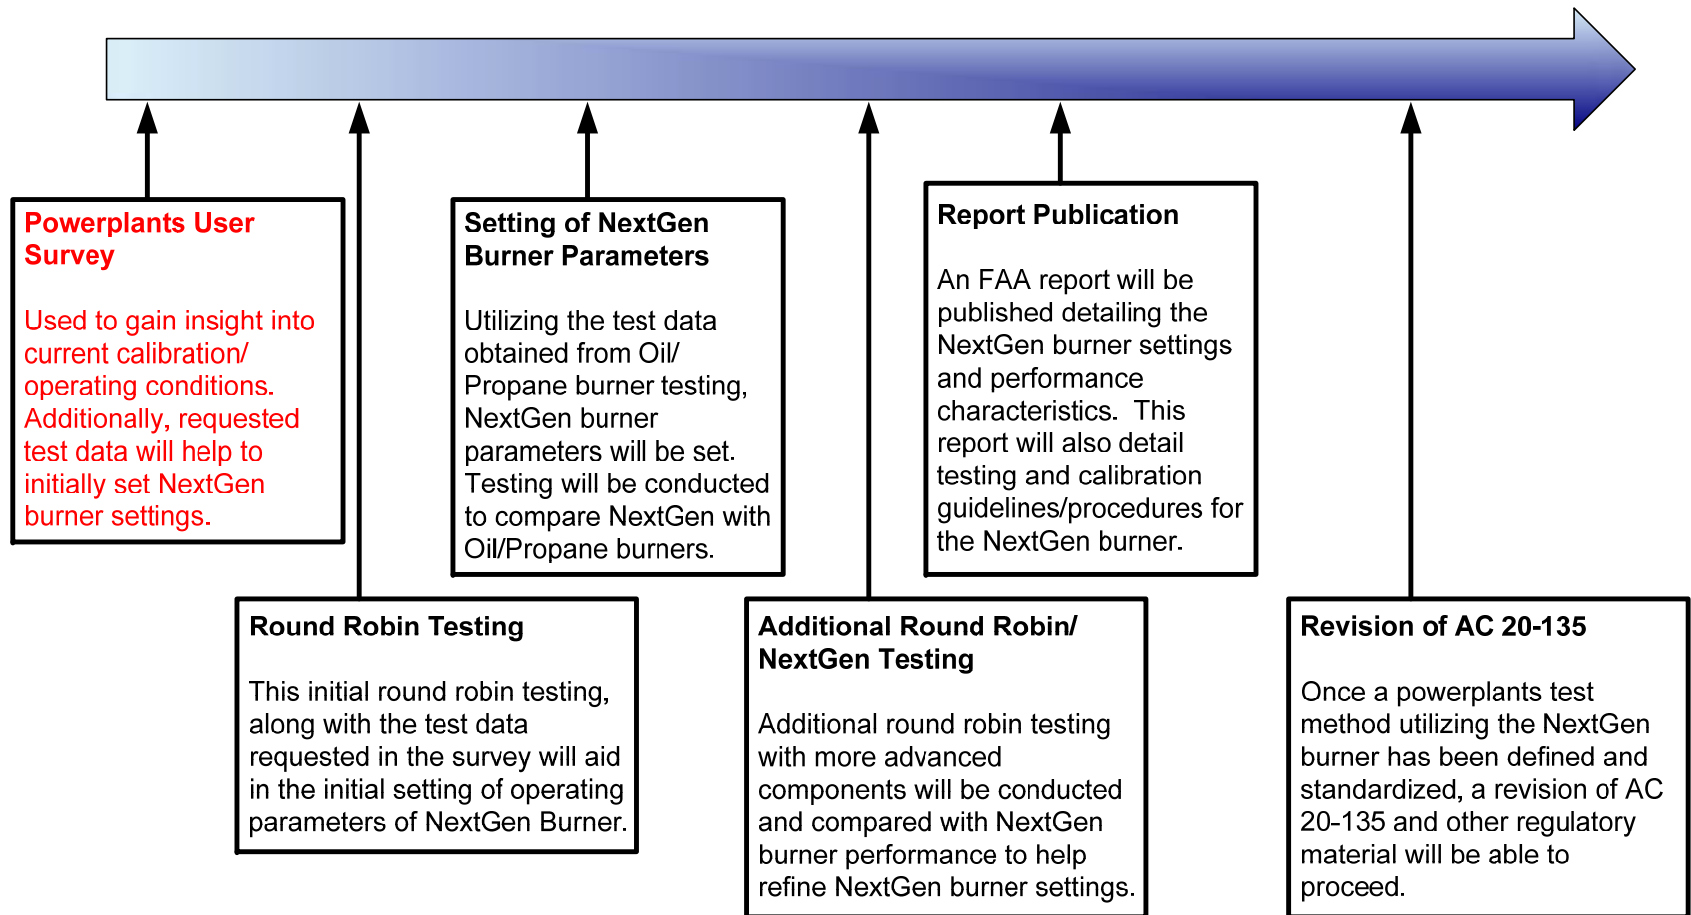 Powerplants User
Survey
Used to gain insight into
current calibration/
operating conditions.
Additionally, requested
test data will help to
initially set NextGen
burner settings.
Round Robin Testing
This initial round robin testing,
along with the test data
requested in the survey will aid
in the initial setting of operating
parameters of NextGen Burner.
Setting of NextGen
Burner Parameters
Utilizing the test data
obtained from Oil/
Propane burner testing,
NextGen burner
parameters will be set.
Testing will be conducted
to compare NextGen with
Oil/Propane burners.
Additional Round Robin/
NextGen Testing
Additional round robin testing
with more advanced
components will be conducted
and compared with NextGen
burner performance to help
refine NextGen burner settings.
Report Publication
An FAA report will be
published detailing the
NextGen burner settings
and performance
characteristics.  This
report will also detail
testing and calibration
guidelines/procedures for
the NextGen burner.
Revision of AC 20-135
Once a powerplants test
method utilizing the NextGen
burner has been defined and
standardized, a revision of AC
20-135 and other regulatory
material will be able to
proceed.